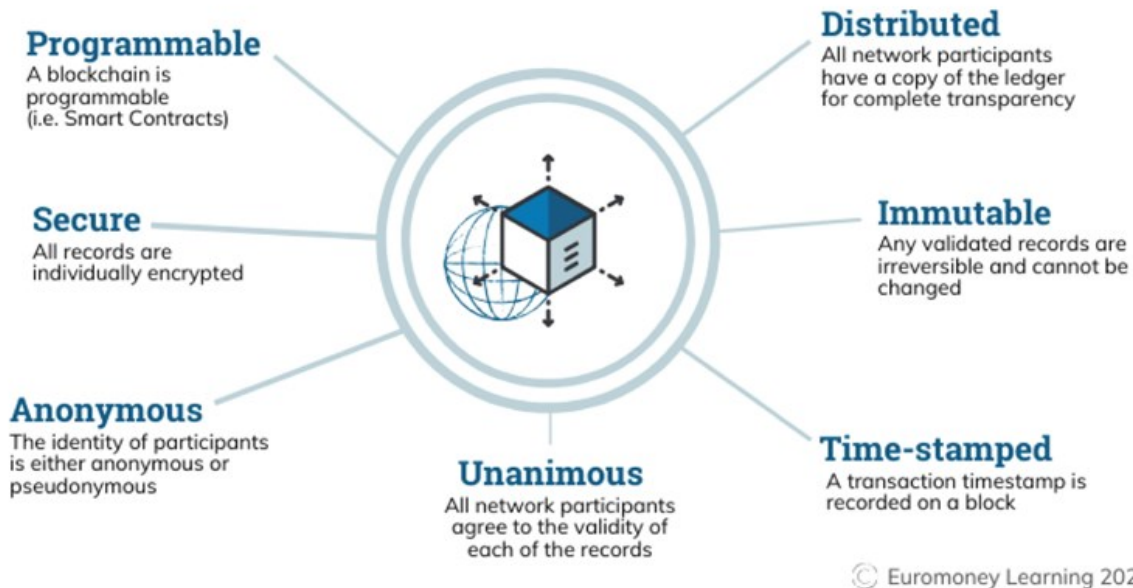 Programmable
A blockchain is
programmable
(i.e. Smart Contracts)
Distributed
All network participants
have a copy of the ledger
for complete transparency
Secure
All records are
individually encrypted
Immutable
Any validated records are
irreversible and cannot be
changed
Anonymous
The identity of participants
is either anonymous or
pseudonymous
Unanimous
All network participants
agree to the validity of
each of the records
Time-stamped
A transaction timestamp is
recorded on a block
© Euromoney Learning 202